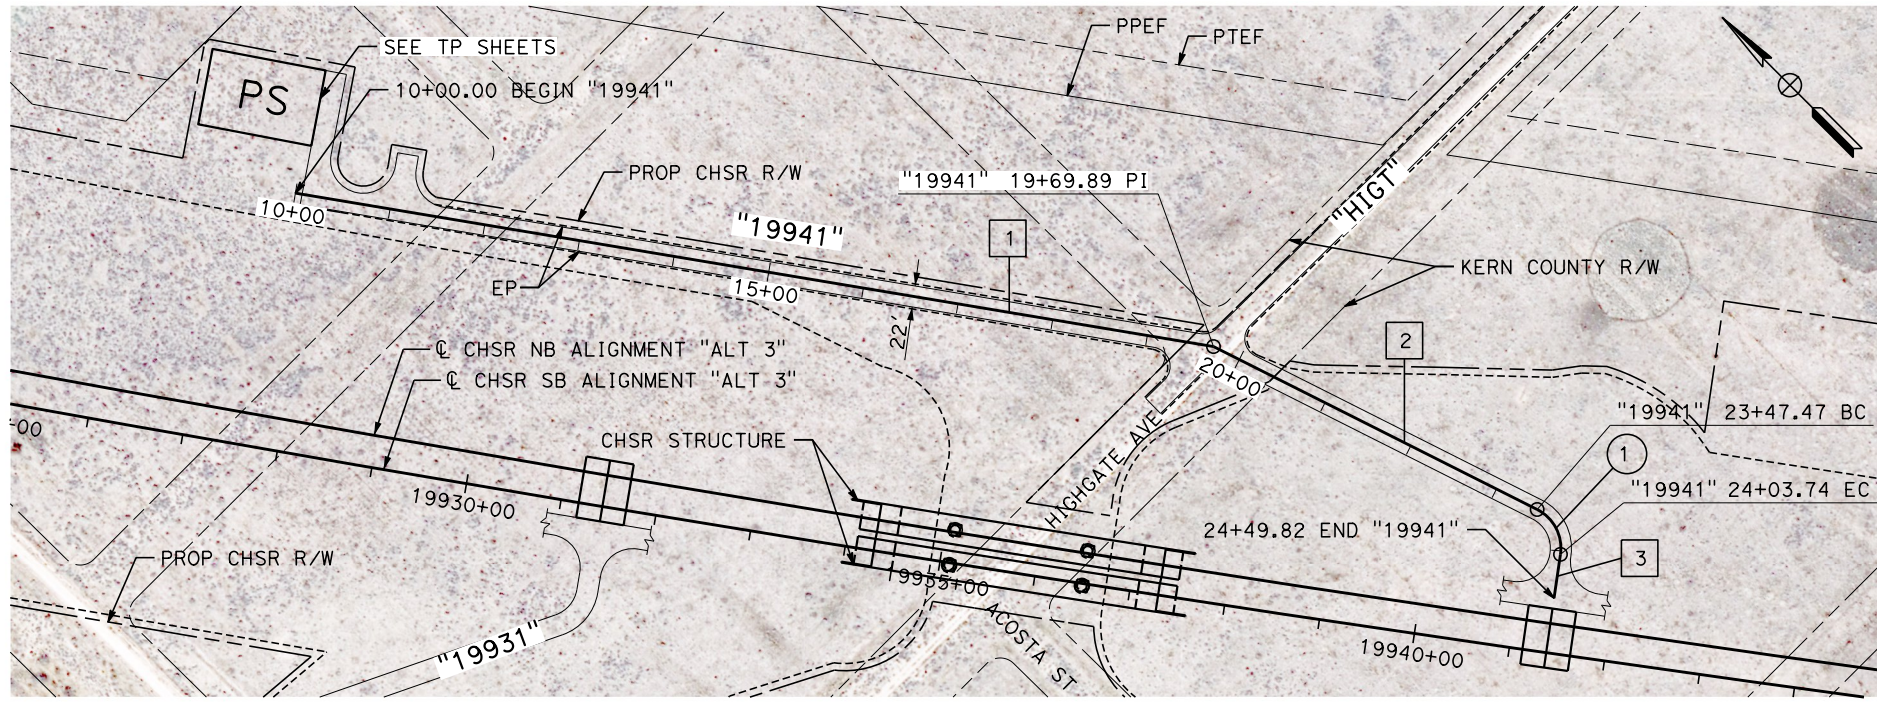 PPEF
PTEF
SEE TP SHEETS
PS
10+00.00 BEGIN "19941"
PROP CHSR R/W
"19941" 19+69.89 PI
"HIGT"
10+00
"19941"
1
KERN COUNTY R/W
EP
15+00
22'
2
℄ CHSR NB ALIGNMENT "ALT 3"
℄ CHSR SB ALIGNMENT "ALT 3"
20+00
"19941" 23+47.47 BC
-00
CHSR STRUCTURE
HIGHGATE AVE
1
"19941" 24+03.74 EC
19930+00
24+49.82 END "19941"
PROP CHSR R/W
3
9935+00
ACOSTA ST
"19931"
19940+00